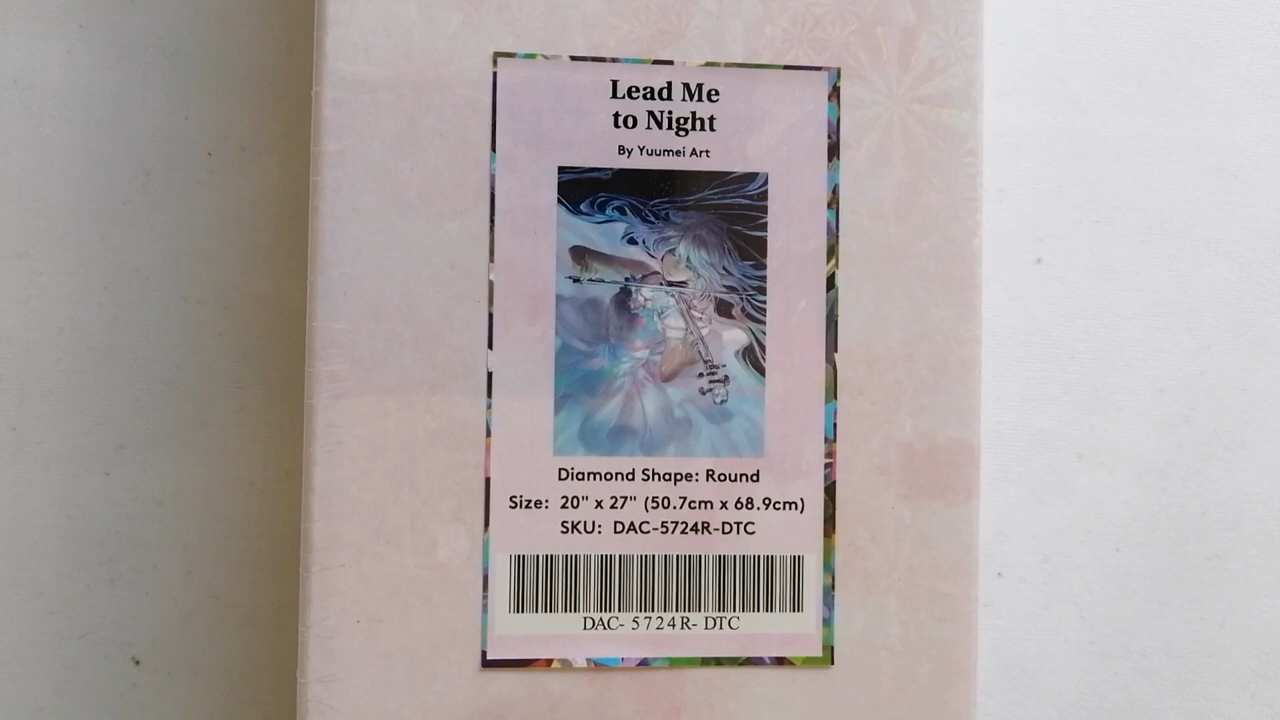 Lead Me
to Night
By Yuumei Art
Diamond Shape: Round
Size: 20" x 27" (50.7cm x 68.9cm)
SKU: DAC-5724R-DTC
DAC- 5724R- DTC